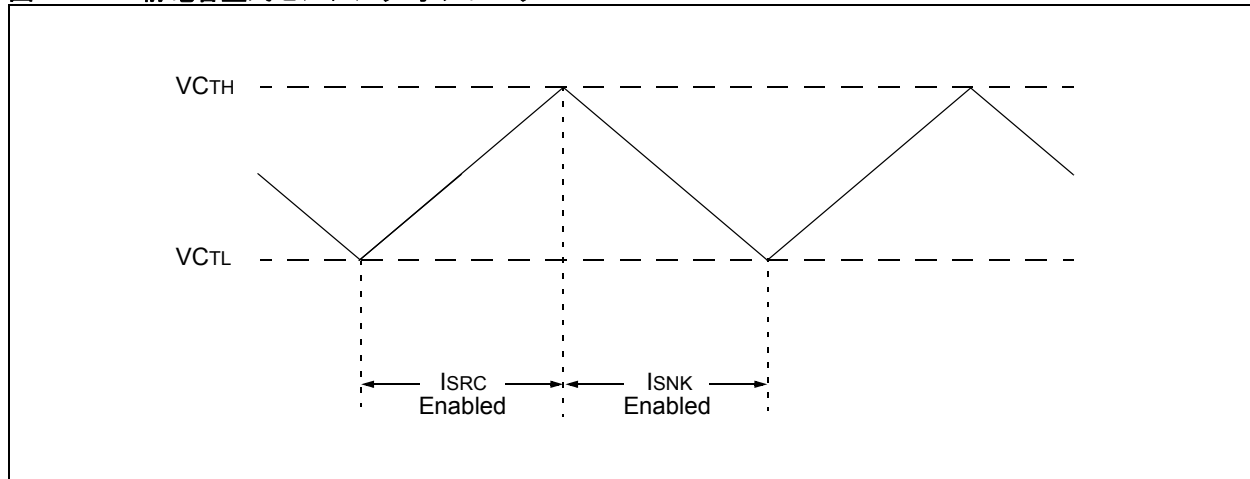 VCTH
VCTL
ISRC
Enabled
ISNK
Enabled